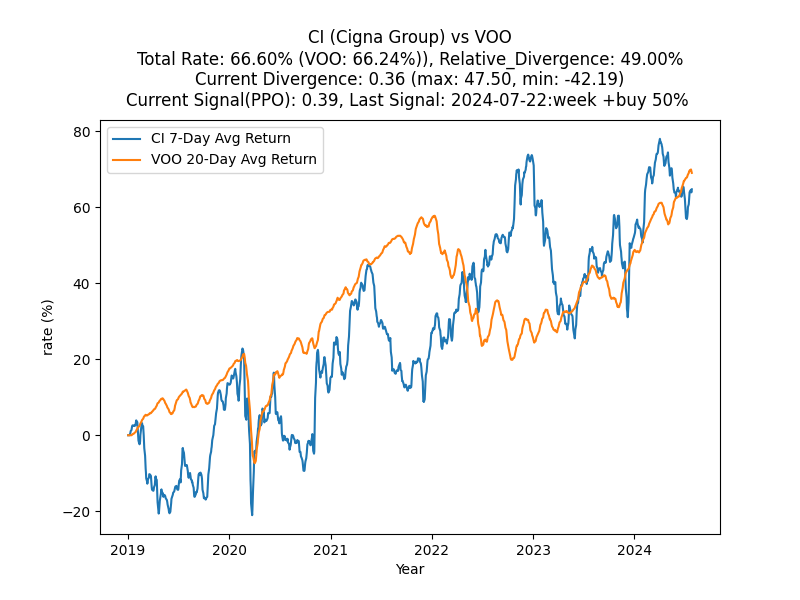 CI (Cigna Group) vs VOO
Total Rate: 66.60% (VOO: 66.24%)), Relative_Divergence: 49.00%
Current Divergence: 0.36 (max: 47.50, min: -42.19)
Current Signal(PPO): 0.39, Last Signal: 2024-07-22:week +buy 50%
CI 7-Day Avg Return
VOO 20-Day Avg Return
80
60
40
20
0
−20
rate (%)
2019 2020 2021 2022 2023 2024
Year